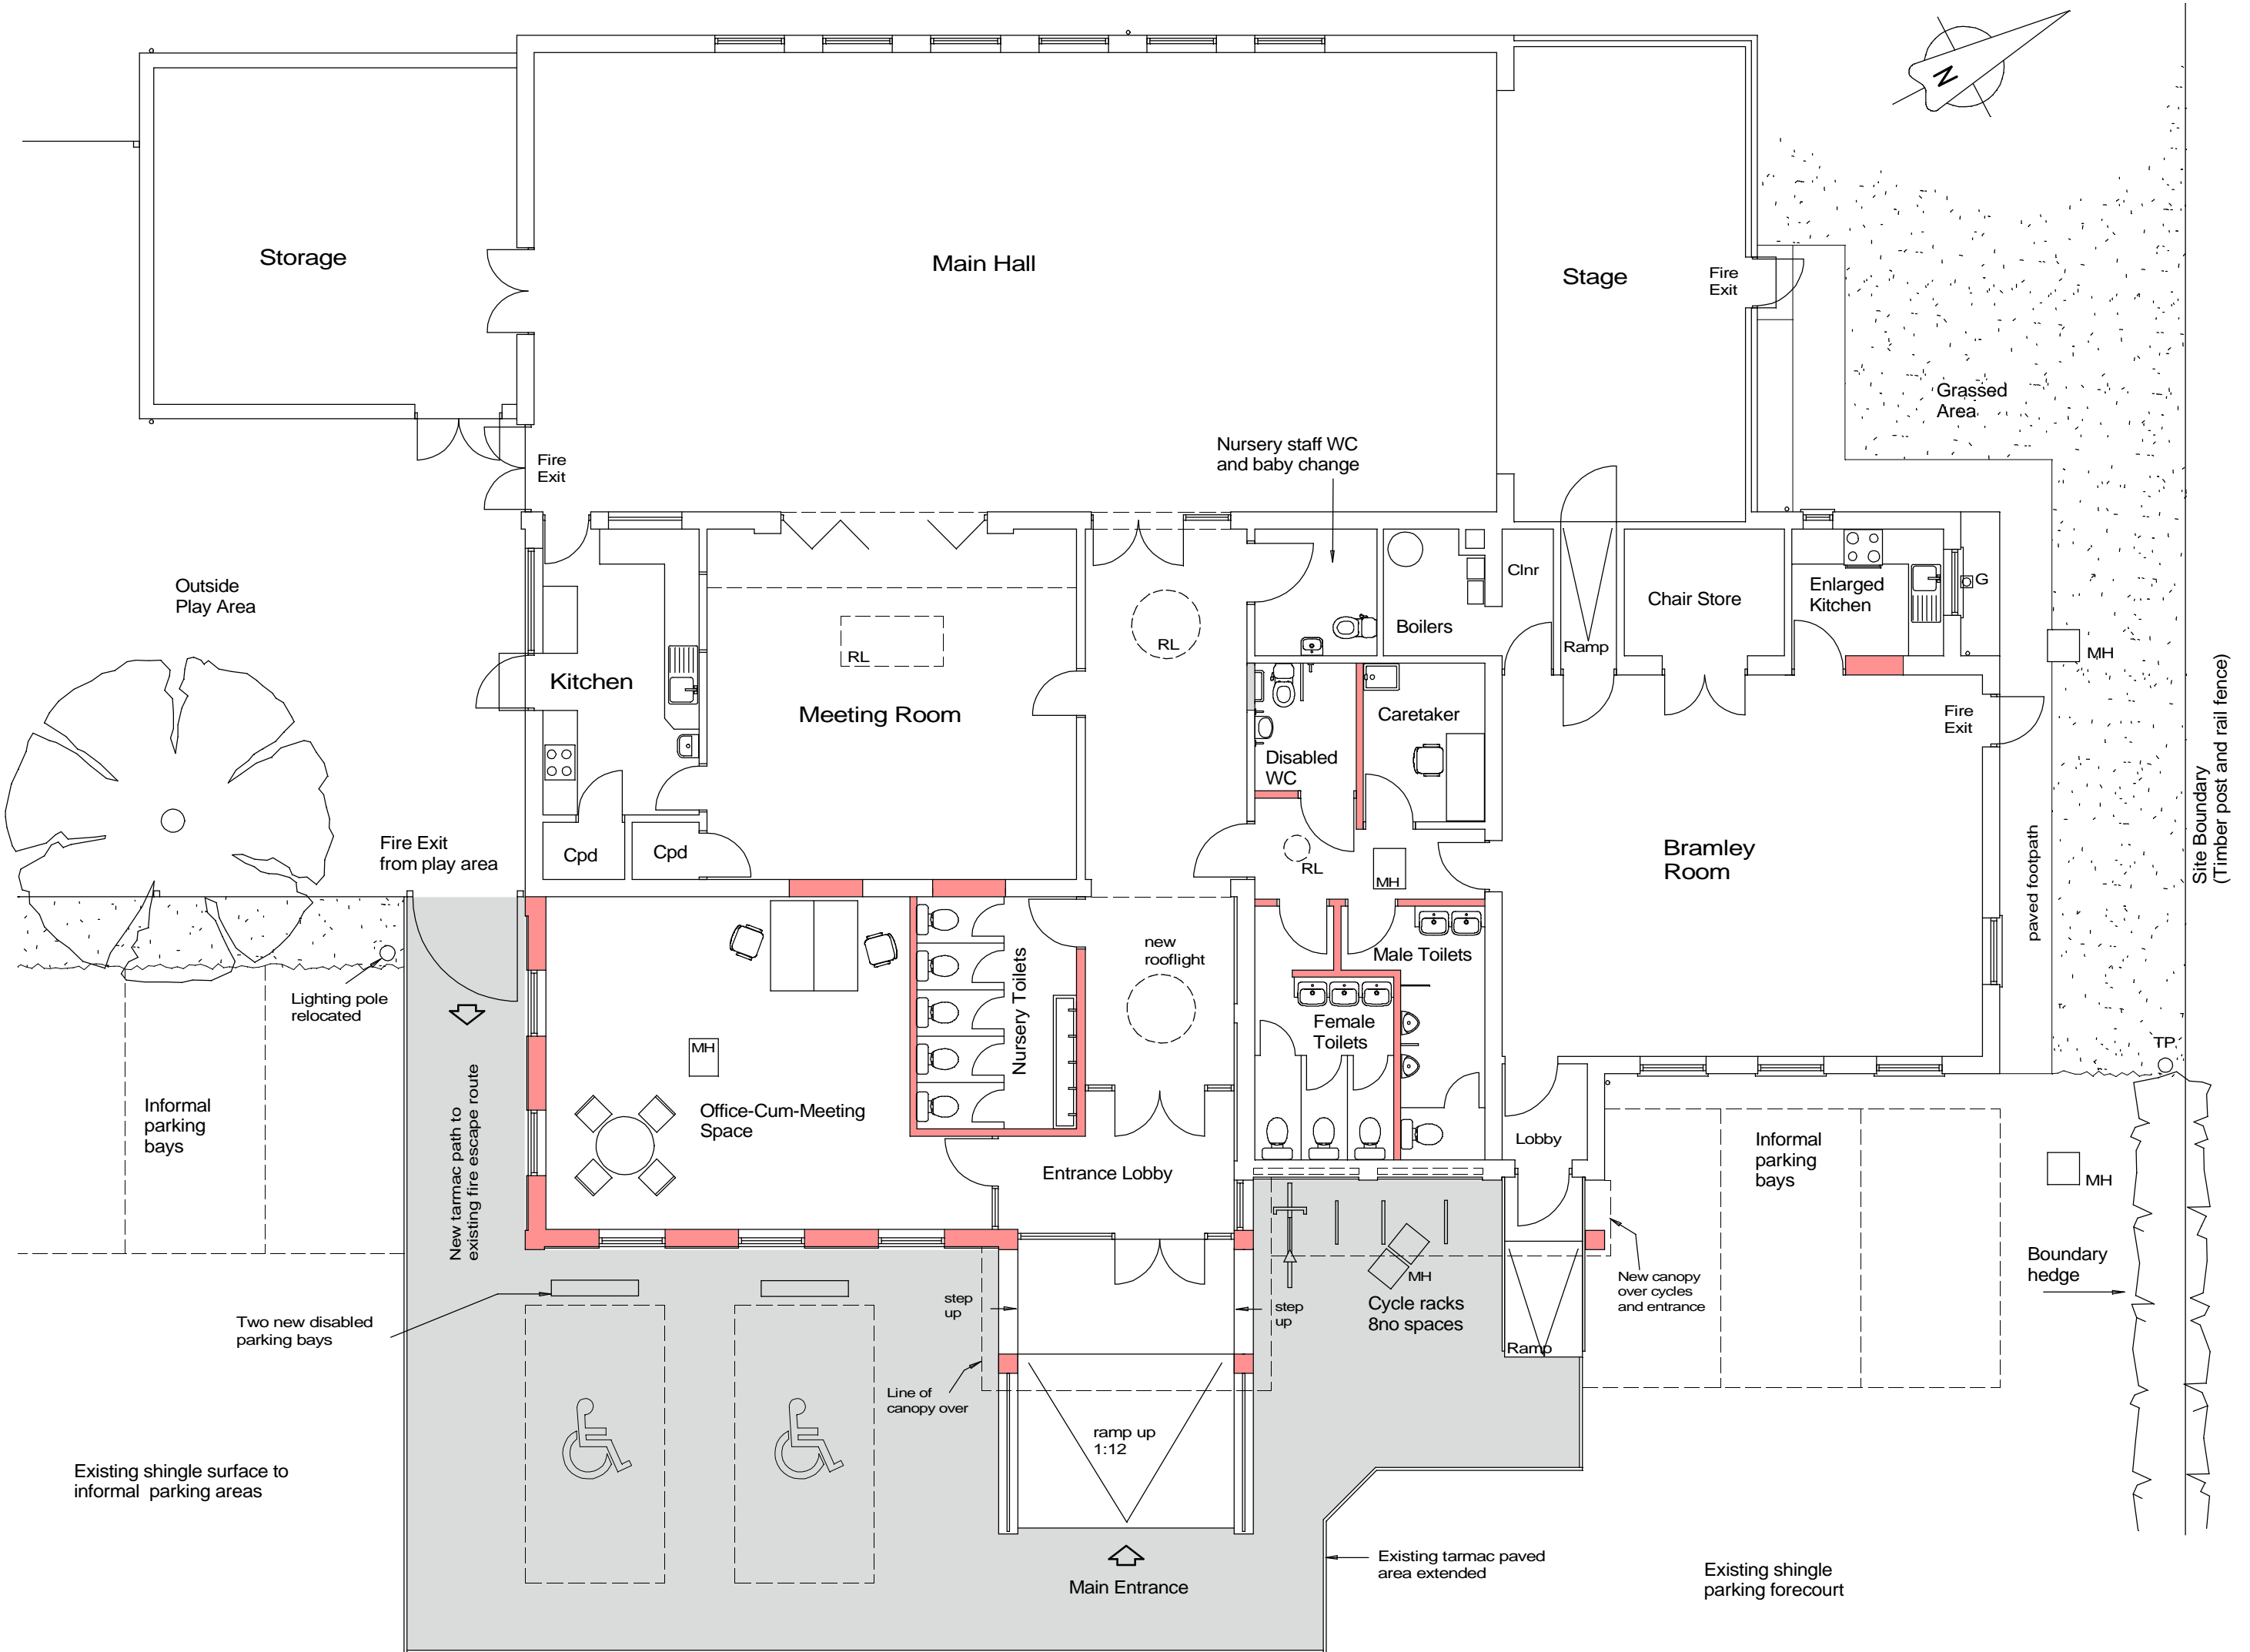 N
Storage
Main Hall
Stage
Fire
Exit
Grassed
Area
Nursery staff WC
and baby change
Fire
Exit
Outside
Play Area
Kitchen
RL
Meeting Room
RL
Boilers
Clnr
Ramp
Chair Store
Enlarged
Kitchen
G
MH
Site Boundary
(Timber post and rail fence)
Caretaker
Disabled
WC
Fire
Exit
Fire Exit
from play area
Cpd
Cpd
RL
MH
Bramley
Room
paved footpath
Lighting pole
relocated
new
rooflight
Nursery Toilets
Male Toilets
Female
Toilets
MH
TP
Informal
parking
bays
New tarmac path to
existing fire escape route
Office-Cum-Meeting
Space
Entrance Lobby
Lobby
Informal
parking
bays
MH
Boundary
hedge
Two new disabled
parking bays
step
up
step
up
MH
Cycle racks
8no spaces
New canopy
over cycles
and entrance
Ramp
Line of
canopy over
ramp up
1:12
Existing shingle surface to
informal parking areas
Main Entrance
Existing tarmac paved
area extended
Existing shingle
parking forecourt